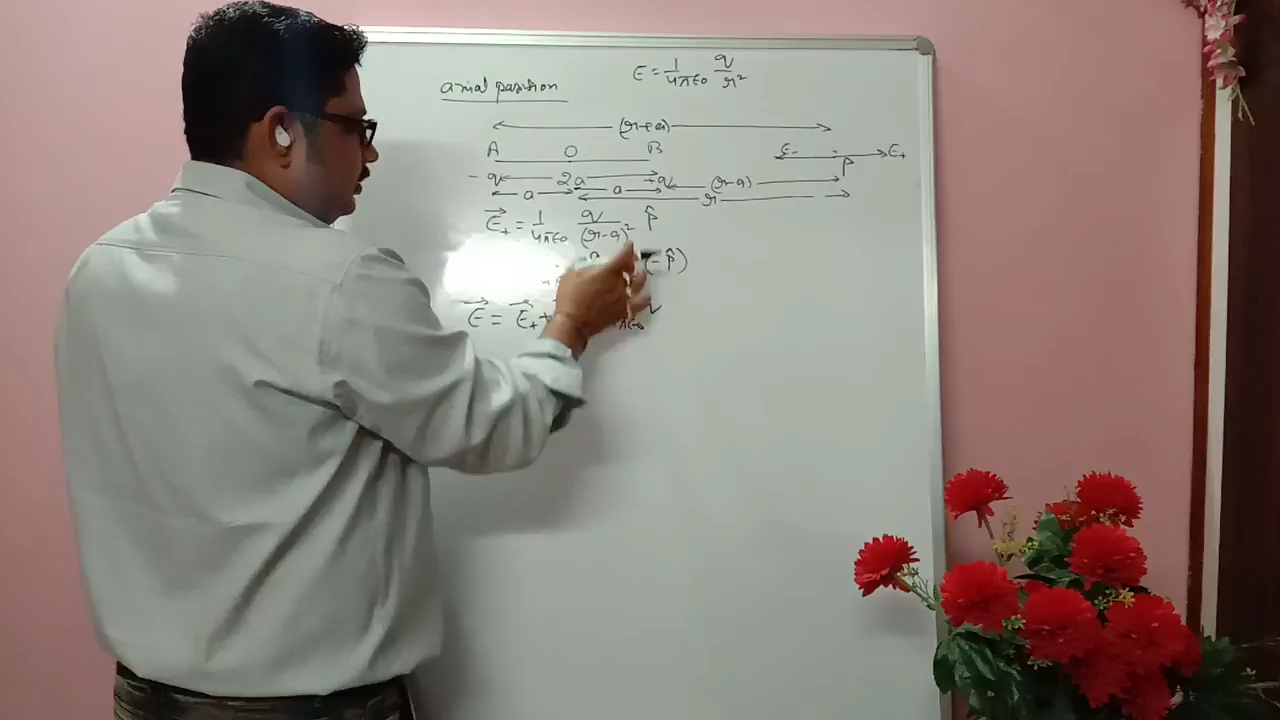 axial position
E = 1/4πε₀ q/r²
(r+a)
A O B E₋ P E₊
-q 2a +q (r-a)
a a r
E⃗₊ = 1/4πε₀ q/(r-a)² p̂
(-p̂)
E⃗ = E⃗₊ +